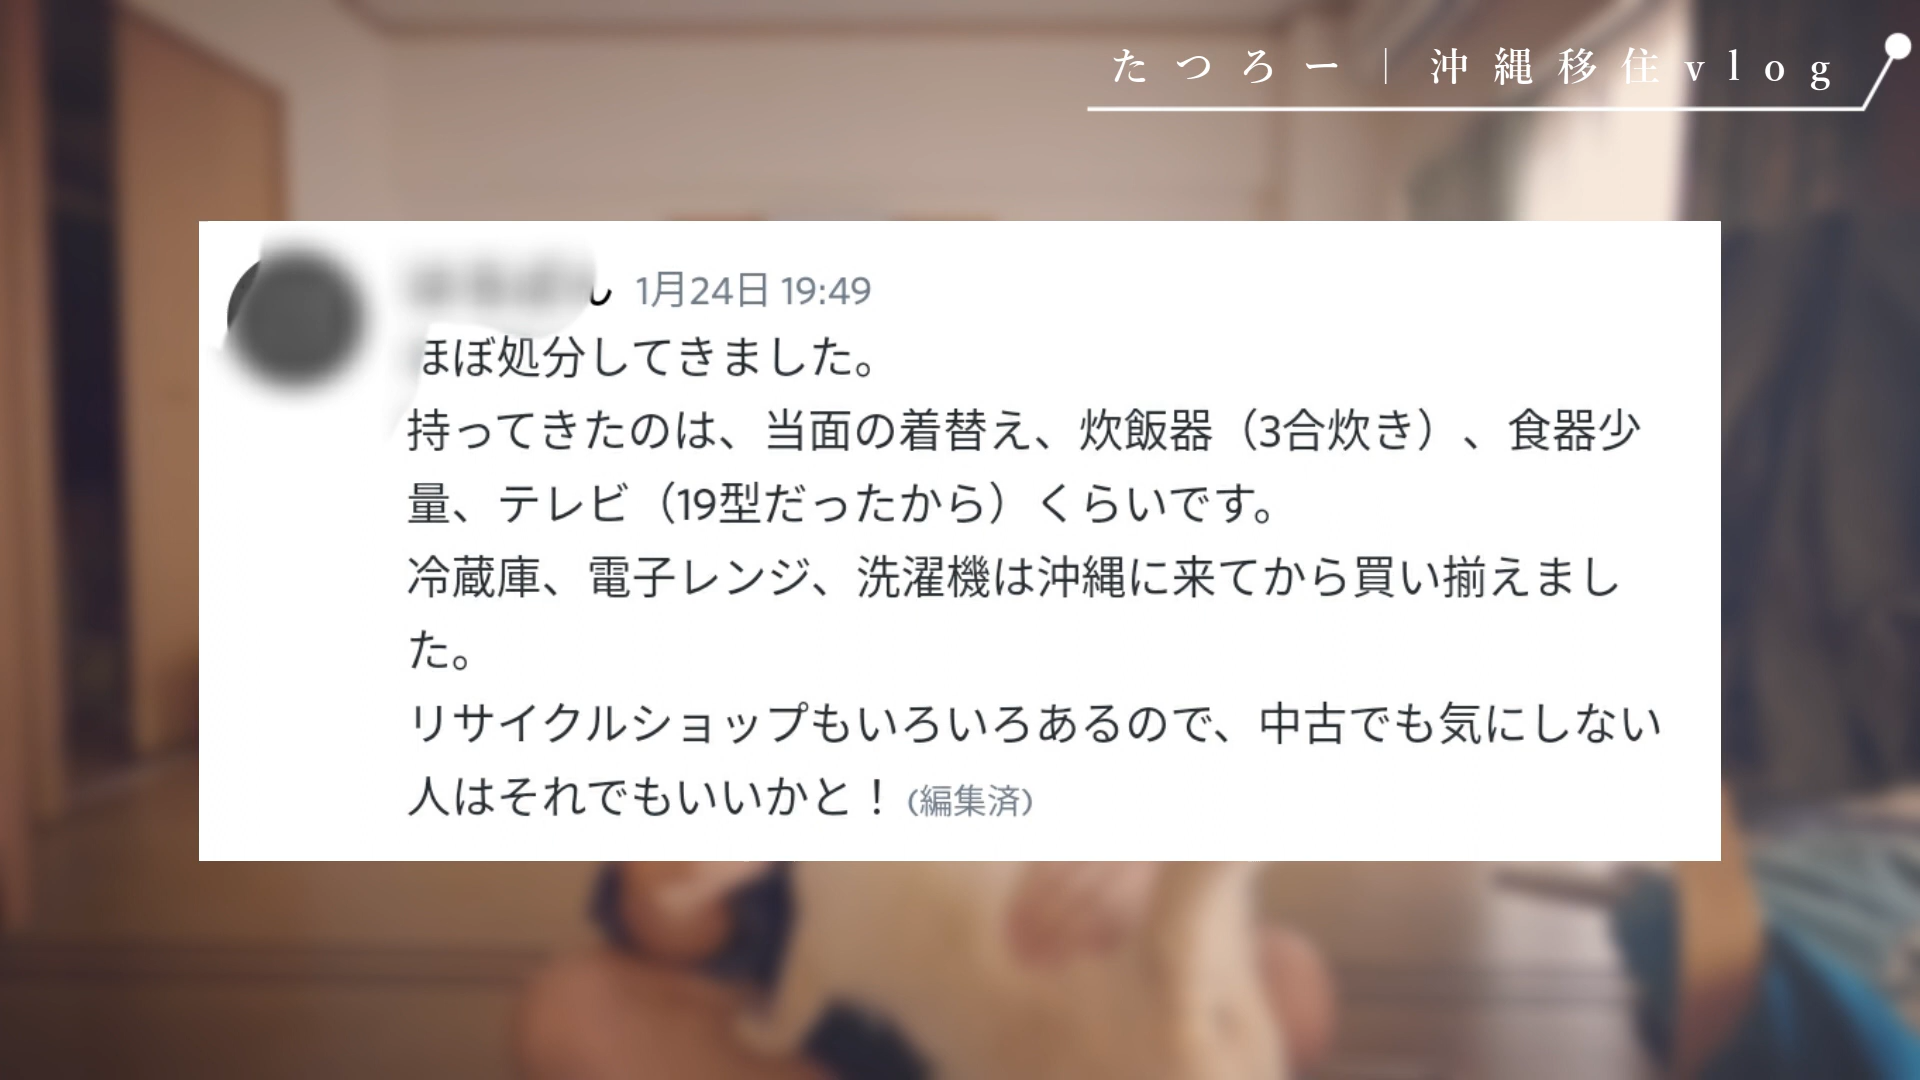 たつろー｜沖縄移住vlog
し 1月24日 19:49
ほぼ処分してきました。
持ってきたのは、当面の着替え、炊飯器（3合炊き）、食器少
量、テレビ（19型だったから）くらいです。
冷蔵庫、電子レンジ、洗濯機は沖縄に来てから買い揃えまし
た。
リサイクルショップもいろいろあるので、中古でも気にしない
人はそれでもいいかと！ (編集済)